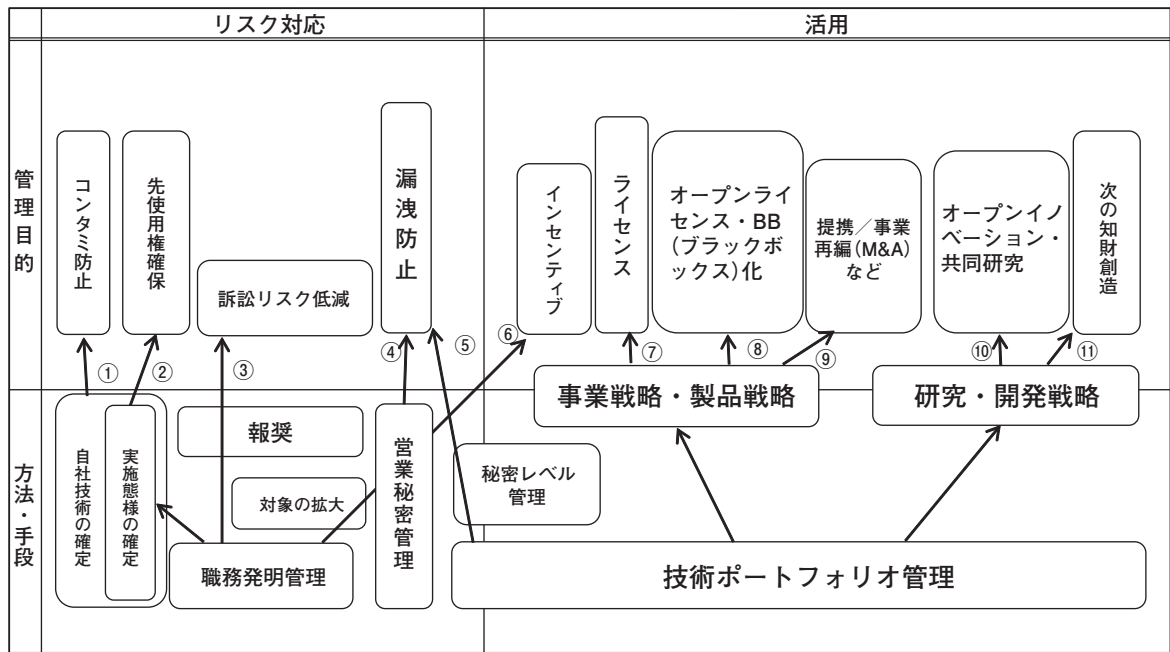 リスク対応
活用
管理目的
コンタミ防止
先使用権確保
訴訟リスク低減
漏洩防止
インセンティブ
ライセンス
オープンライ
センス・BB
(ブラックボ
ックス)化
提携／事業
再編(M&A)
など
オープンイノ
ベーション・
共同研究
次の知財創造
①
②
③
④
⑤
⑥
⑦
⑧
⑨
⑩
⑪
方法・手段
自社技術の確定
実施態様の確定
報奨
対象の拡大
職務発明管理
営業秘密管理
秘密レベル
管理
事業戦略・製品戦略
研究・開発戦略
技術ポートフォリオ管理